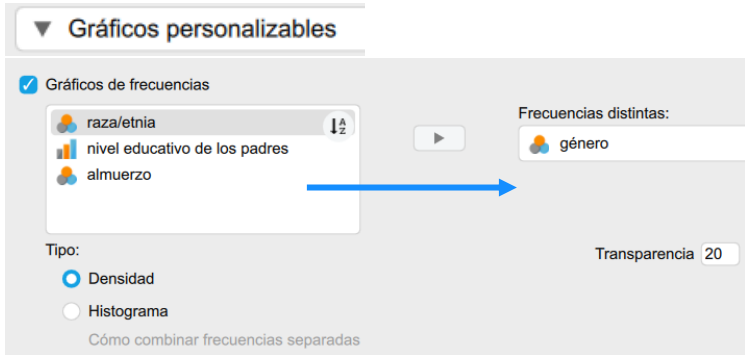 Gráficos personalizables
Gráficos de frecuencias
raza/etnia
nivel educativo de los padres
almuerzo
Frecuencias distintas:
género
Tipo:
Transparencia 20
Densidad
Histograma
Cómo combinar frecuencias separadas